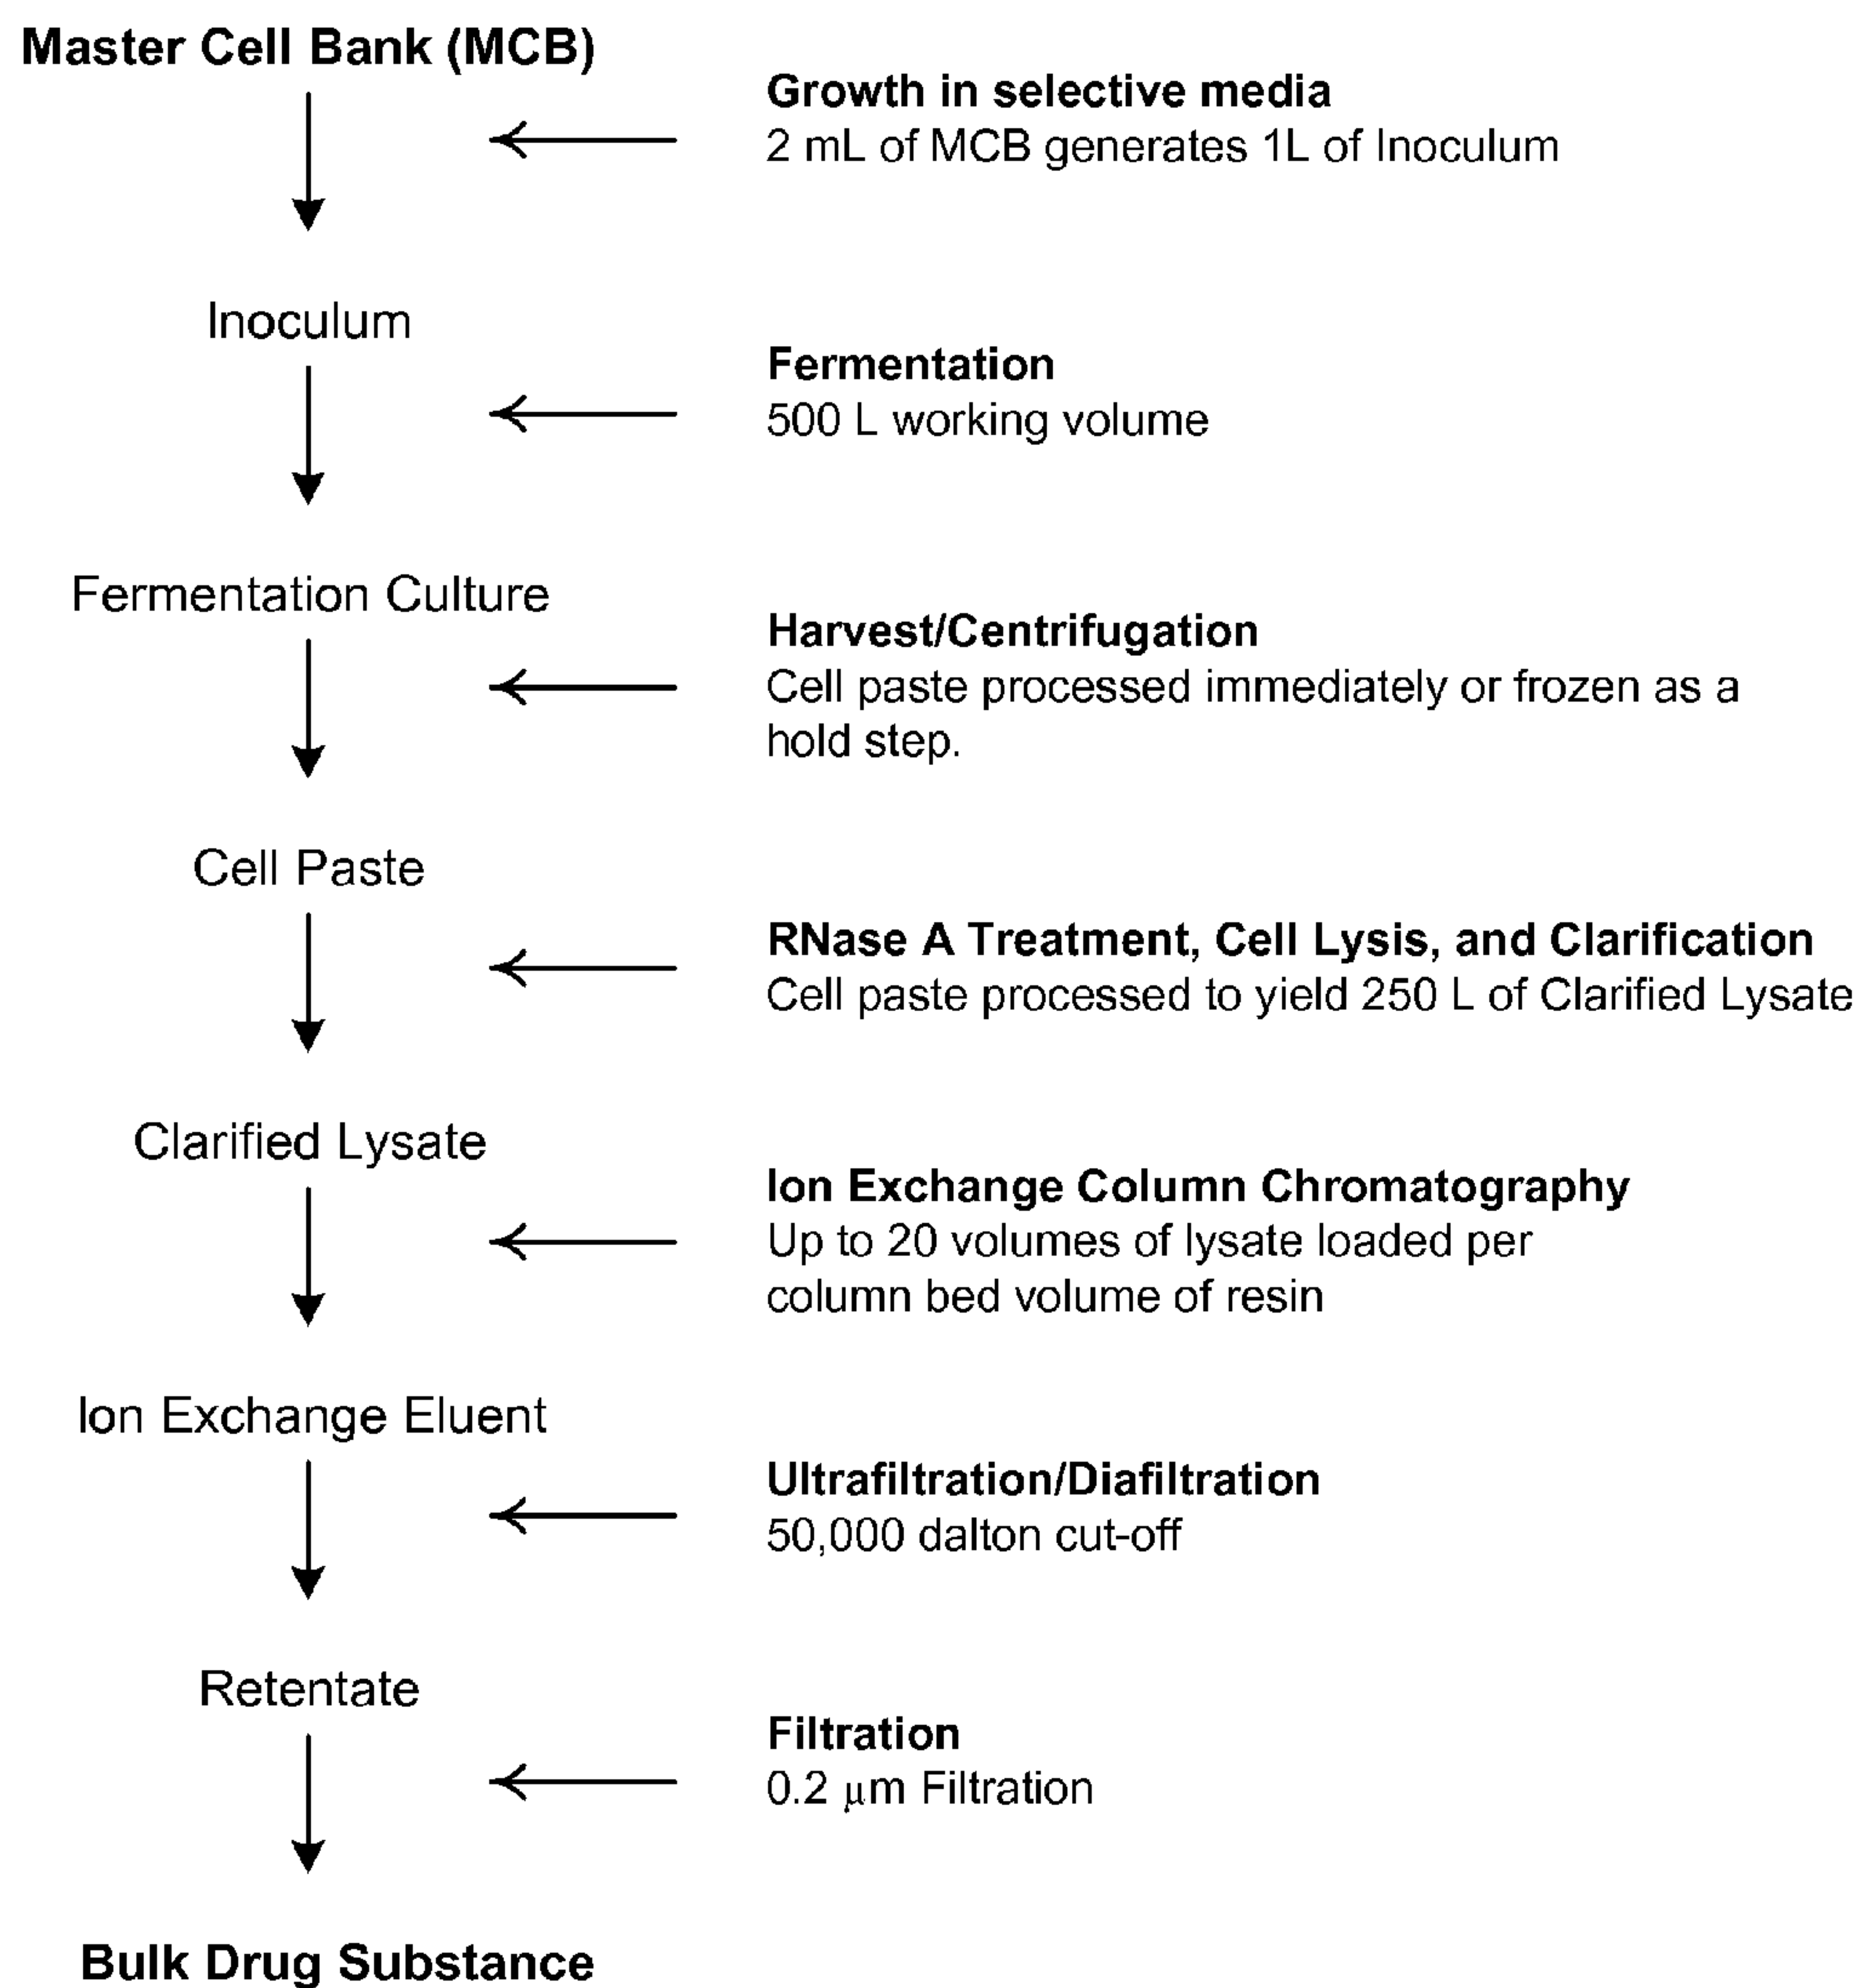 Master Cell Bank (MCB)
Growth in selective media
2 mL of MCB generates 1L of Inoculum
Inoculum
Fermentation
500 L working volume
Fermentation Culture
Harvest/Centrifugation
Cell paste processed immediately or frozen as a
hold step.
Cell Paste
RNase A Treatment, Cell Lysis, and Clarification
Cell paste processed to yield 250 L of Clarified Lysate
Clarified Lysate
Ion Exchange Column Chromatography
Up to 20 volumes of lysate loaded per
column bed volume of resin
Ion Exchange Eluent
Ultrafiltration/Diafiltration
50,000 dalton cut-off
Retentate
Filtration
0.2 μm Filtration
Bulk Drug Substance